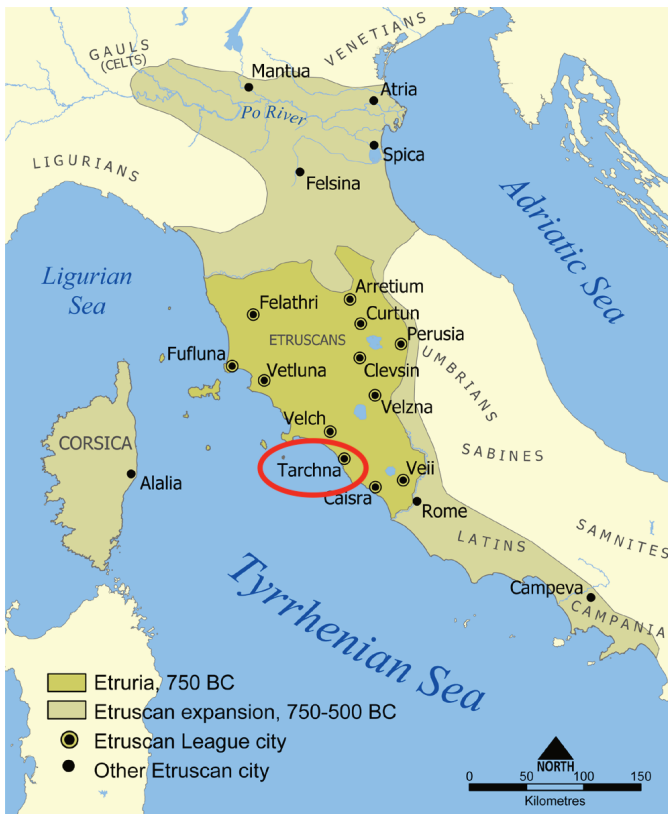 GAULS
(CELTS)
VENETIANS
Mantua
Atria
Po River
Spica
LIGURIANS
Felsina
Adriatic Sea
Ligurian
Sea
Arretium
Felathri
Curtun
ETRUSCANS
Perusia
Fufluna
Clevsin
UMBRIANS
Vetluna
Velzna
Velch
CORSICA
SABINES
Tarchna
Veii
Alalia
Caisra
Rome
SAMNITES
LATINS
Tyrrhenian Sea
Campeva
CAMPANIA
Etruria, 750 BC
Etruscan expansion, 750-500 BC
Etruscan League city
Other Etruscan city
NORTH
0 50 100 150
Kilometres